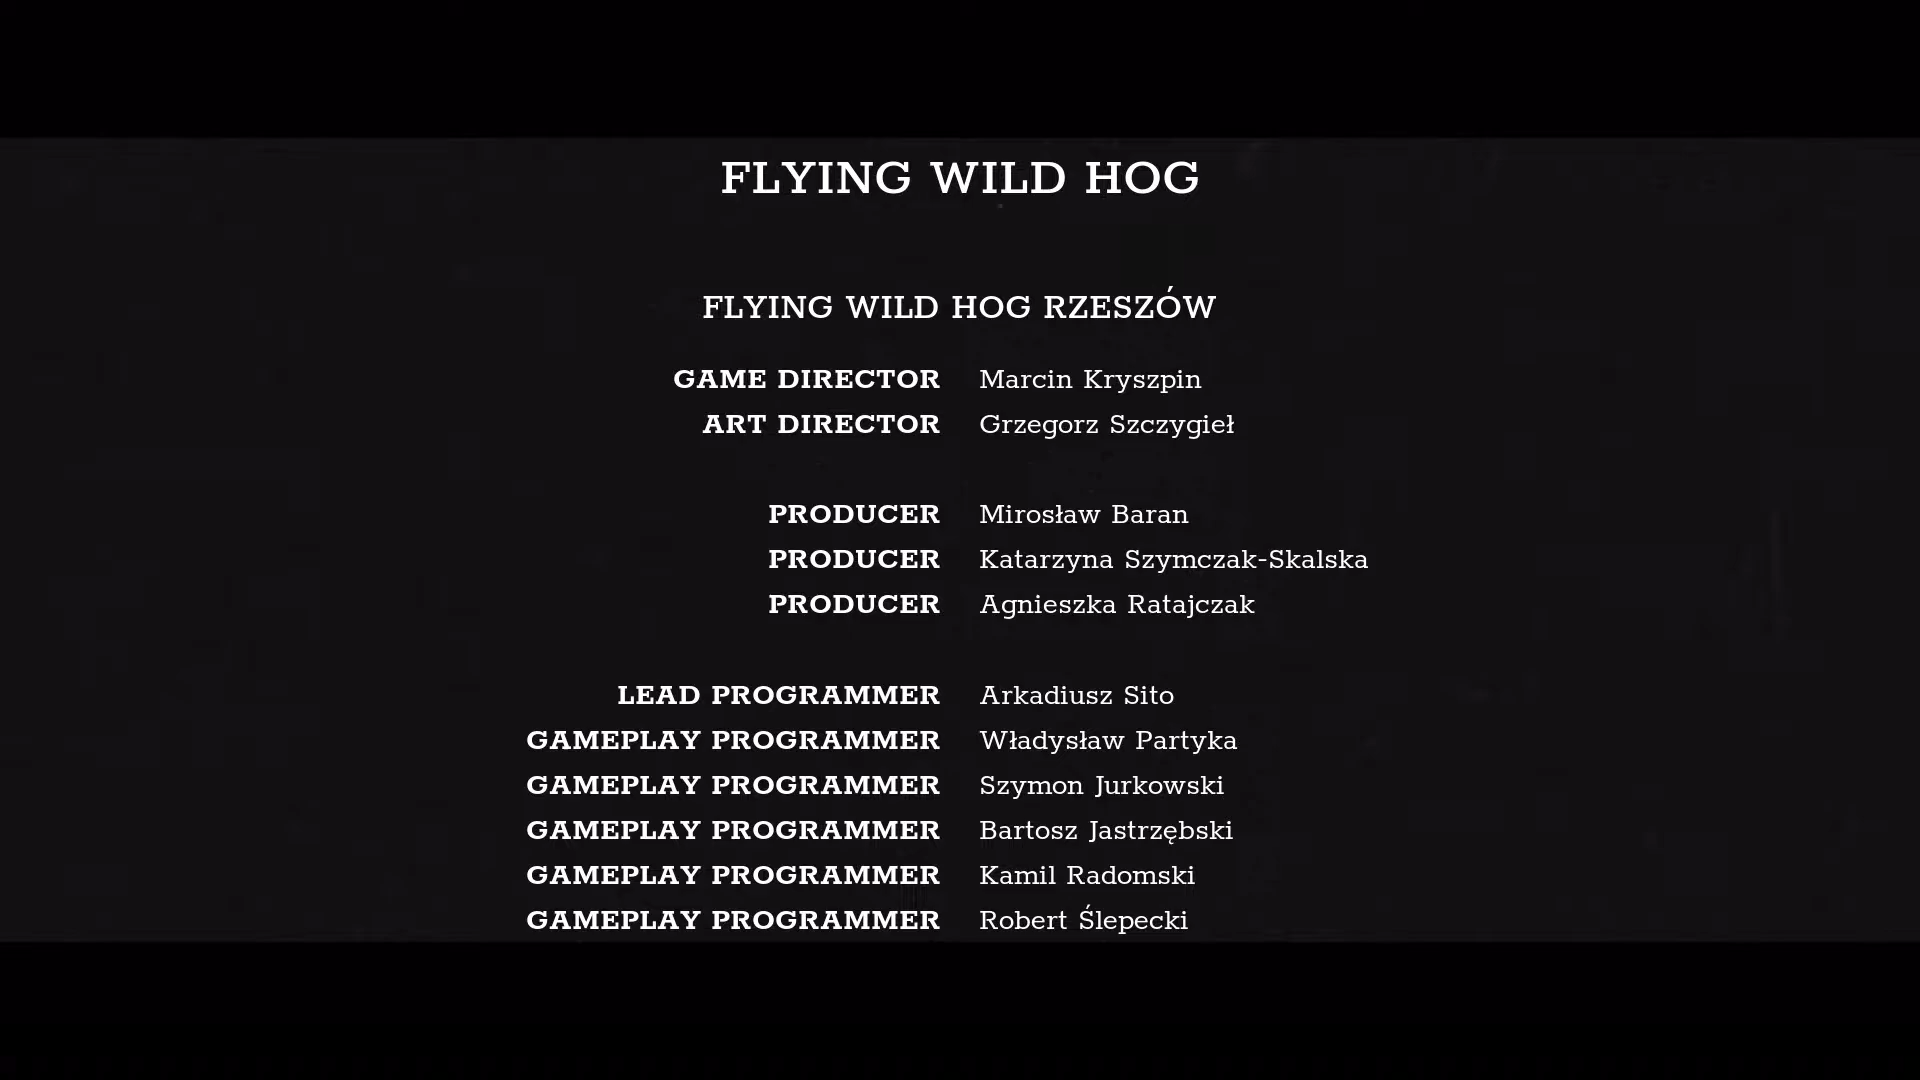 FLYING WILD HOG
FLYING WILD HOG RZESZÓW
GAME DIRECTOR Marcin Kryszpin
ART DIRECTOR Grzegorz Szczygieł
PRODUCER Mirosław Baran
PRODUCER Katarzyna Szymczak-Skalska
PRODUCER Agnieszka Ratajczak
LEAD PROGRAMMER Arkadiusz Sito
GAMEPLAY PROGRAMMER Władysław Partyka
GAMEPLAY PROGRAMMER Szymon Jurkowski
GAMEPLAY PROGRAMMER Bartosz Jastrzębski
GAMEPLAY PROGRAMMER Kamil Radomski
GAMEPLAY PROGRAMMER Robert Ślepecki